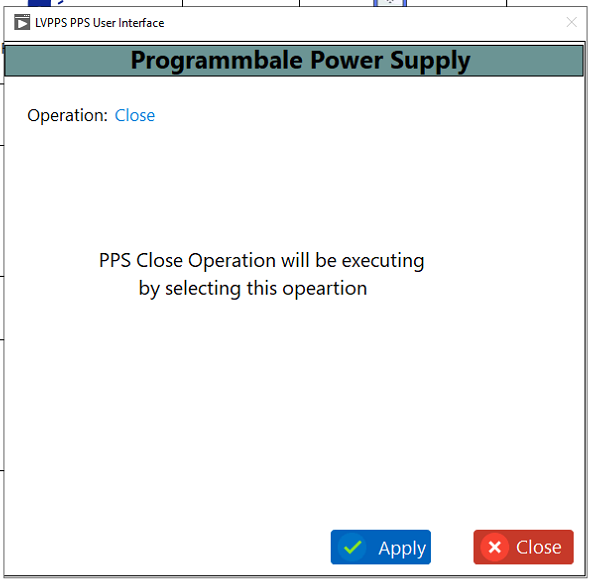 LVPPS PPS User Interface
Programmbale Power Supply
Operation: Close
PPS Close Operation will be executing
by selecting this opeartion
Apply
Close